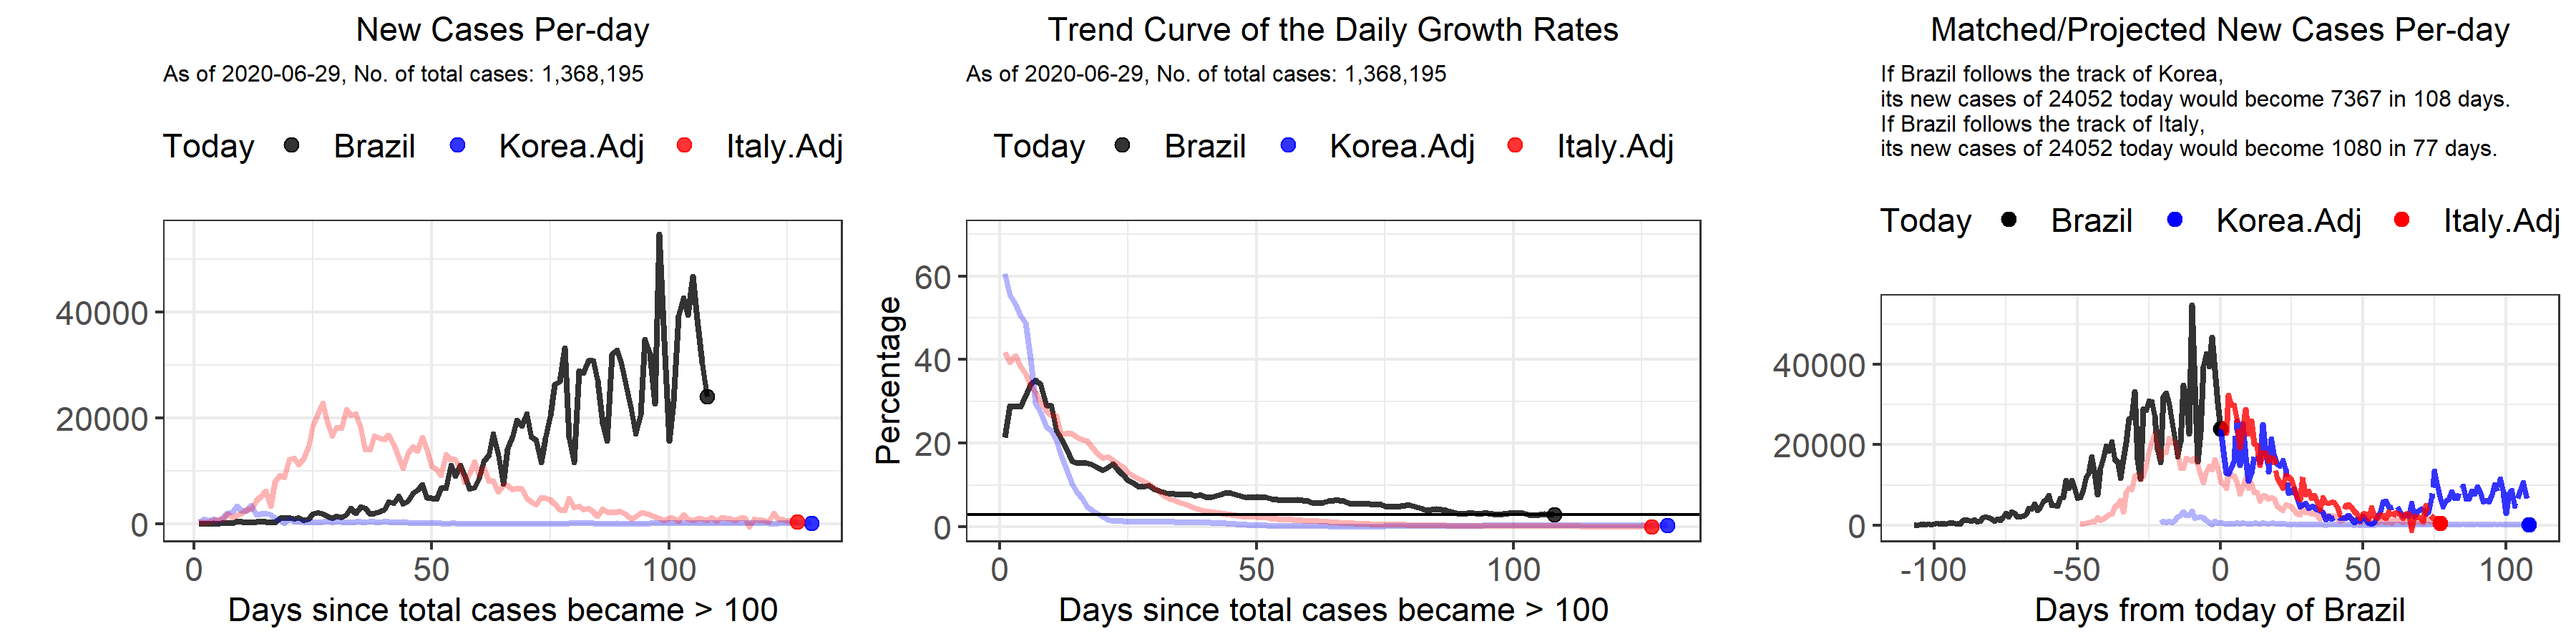 New Cases Per-day
As of 2020-06-29, No. of total cases: 1,368,195
Today Brazil Korea.Adj Italy.Adj
40000
20000
0
0 50 100
Days since total cases became > 100
Trend Curve of the Daily Growth Rates
As of 2020-06-29, No. of total cases: 1,368,195
Today Brazil Korea.Adj Italy.Adj
Percentage
60
40
20
0
0 50 100
Days since total cases became > 100
Matched/Projected New Cases Per-day
If Brazil follows the track of Korea,
its new cases of 24052 today would become 7367 in 108 days.
If Brazil follows the track of Italy,
its new cases of 24052 today would become 1080 in 77 days.
Today Brazil Korea.Adj Italy.Adj
40000
20000
0
-100 -50 0 50 100
Days from today of Brazil